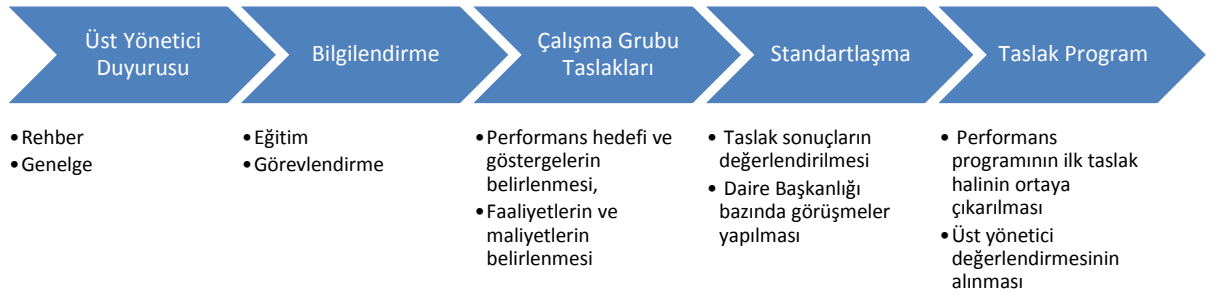 Üst Yönetici
Duyurusu
•Rehber
•Genelge
Bilgilendirme
•Eğitim
•Görevlendirme
Çalışma Grubu
Taslakları
•Performans hedefi ve
göstergelerin
belirlenmesi,
•Faaliyetlerin ve
maliyetlerin
belirlenmesi
Standartlaşma
• Taslak sonuçların
değerlendirilmesi
• Daire Başkanlığı
bazında görüşmeler
yapılması
Taslak Program
• Performans
programının ilk taslak
halinin ortaya
çıkarılması
•Üst yönetici
değerlendirmesinin
alınması